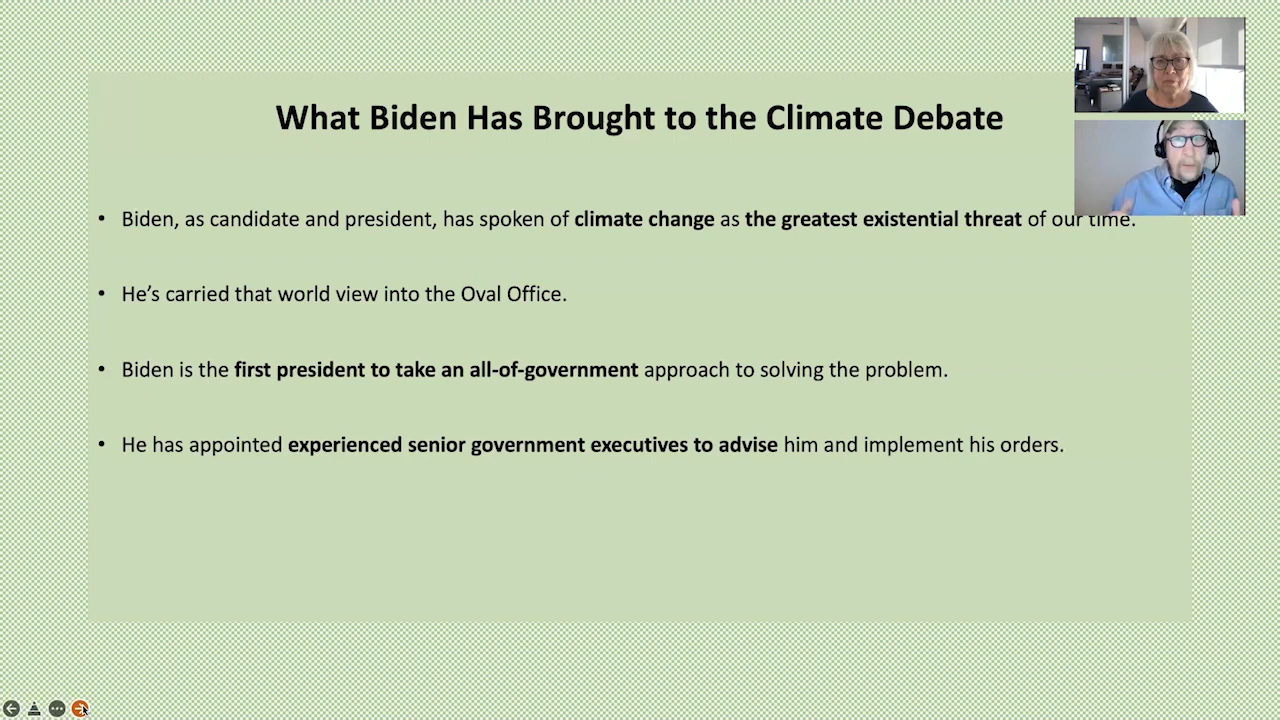 What Biden Has Brought to the Climate Debate
• Biden, as candidate and president, has spoken of climate change as the greatest existential threat of our time.
• He’s carried that world view into the Oval Office.
• Biden is the first president to take an all-of-government approach to solving the problem.
• He has appointed experienced senior government executives to advise him and implement his orders.